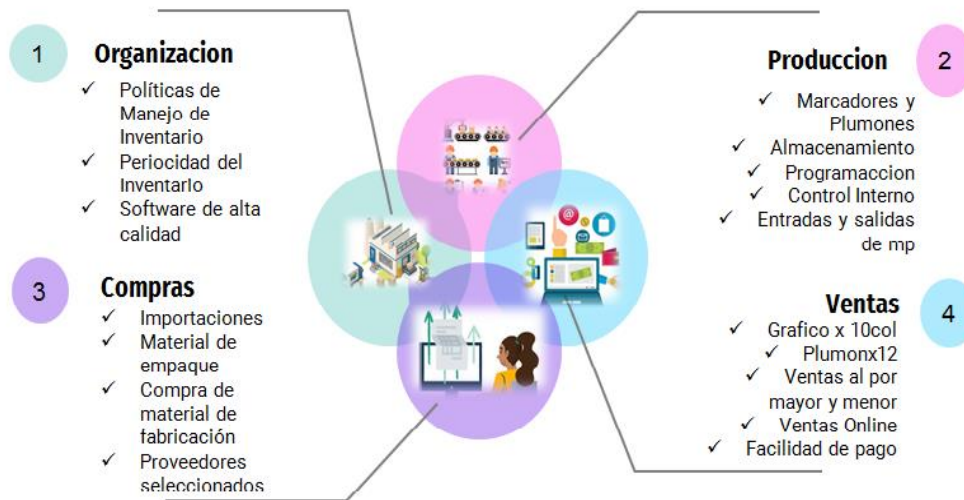 1
Organizacion
✓ Políticas de
Manejo de
Inventario
✓ Periocidad del
Inventario
✓ Software de alta
calidad
Produccion
2
✓ Marcadores y
Plumones
✓ Almacenamiento
✓ Programaccion
✓ Control Interno
✓ Entradas y salidas
de mp
3
Compras
✓ Importaciones
✓ Material de
empaque
✓ Compra de
material de
fabricación
✓ Proveedores
seleccionados
Ventas
4
✓ Grafico x 10col
✓ Plumonx12
✓ Ventas al por
mayor y menor
✓ Ventas Online
✓ Facilidad de pago
@